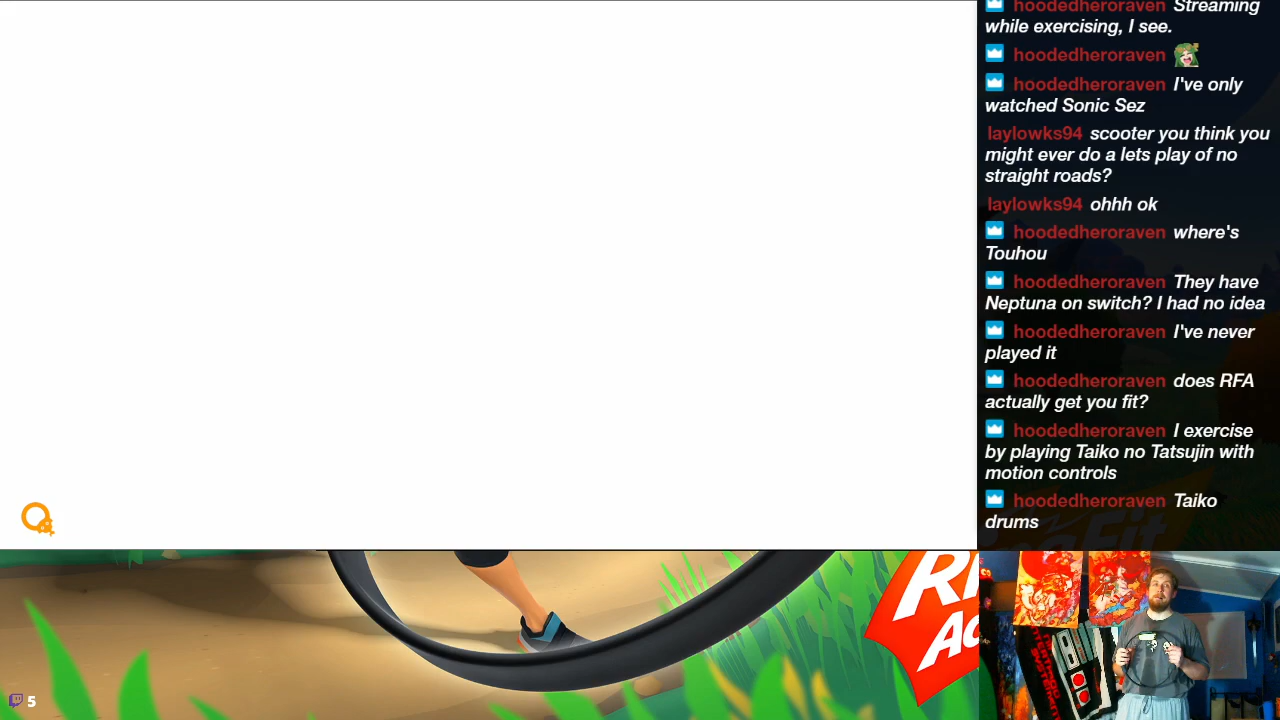 hoodedheroraven Streaming
while exercising, I see.
hoodedheroraven
hoodedheroraven I've only
watched Sonic Sez
laylowks94 scooter you think you
might ever do a lets play of no
straight roads?
laylowks94 ohhh ok
hoodedheroraven where's
Touhou
hoodedheroraven They have
Neptuna on switch? I had no idea
hoodedheroraven I've never
played it
hoodedheroraven does RFA
actually get you fit?
hoodedheroraven I exercise
by playing Taiko no Tatsujin with
motion controls
hoodedheroraven Taiko
drums
5